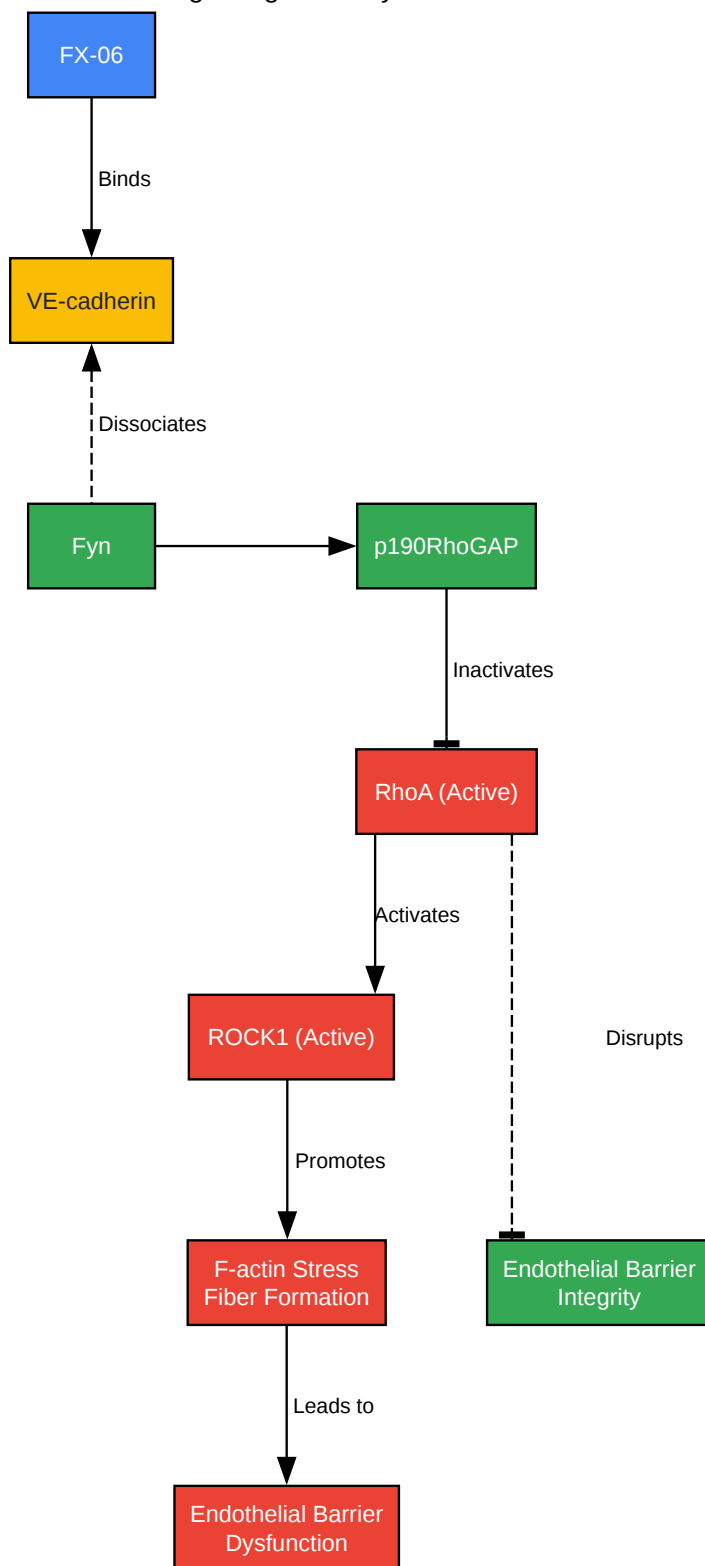 FX-06
Binds
VE-cadherin
Dissociates
Fyn
p190RhoGAP
Inactivates
RhoA (Active)
Activates
ROCK1 (Active)
Disrupts
Promotes
F-actin Stress
Fiber Formation
Endothelial Barrier
Integrity
Leads to
Endothelial Barrier
Dysfunction